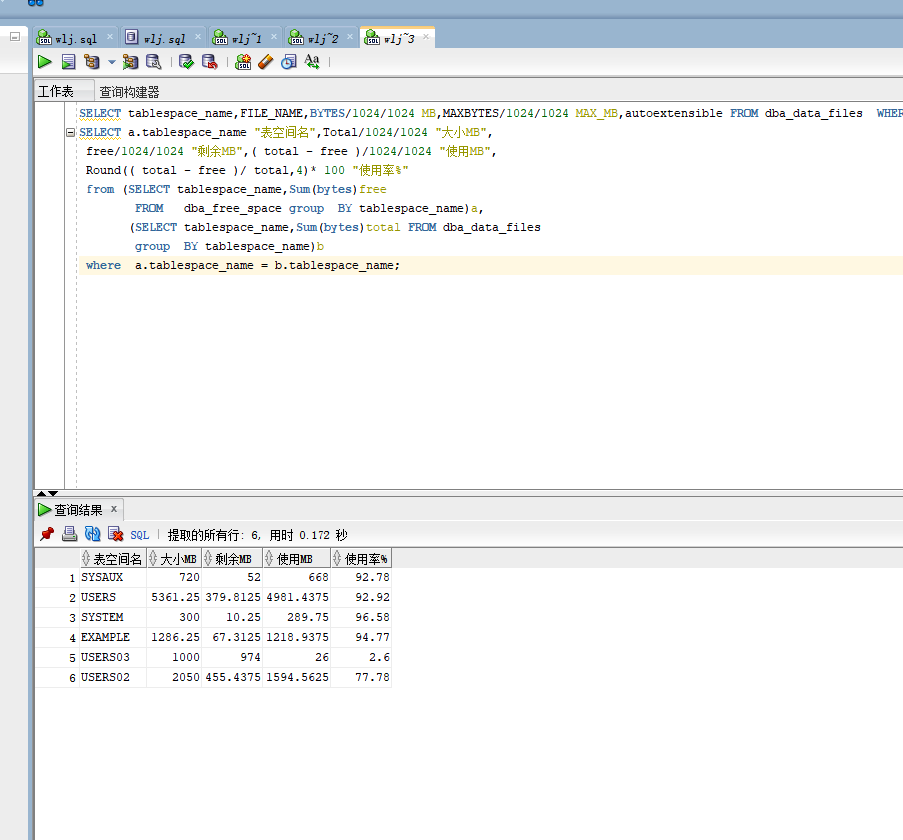 wlj.sql wlj.sql wlj~1 wlj~2 wlj~3
工作表 查询构建器
SELECT tablespace_name,FILE_NAME,BYTES/1024/1024 MB,MAXBYTES/1024/1024 MAX_MB,autoextensible FROM dba_data_files WHER
SELECT a.tablespace_name "表空间名",Total/1024/1024 "大小MB",
free/1024/1024 "剩余MB",( total - free )/1024/1024 "使用MB",
Round(( total - free )/ total,4)* 100 "使用率%"
from (SELECT tablespace_name,Sum(bytes)free
FROM dba_free_space group BY tablespace_name)a,
(SELECT tablespace_name,Sum(bytes)total FROM dba_data_files
group BY tablespace_name)b
where a.tablespace_name = b.tablespace_name;
查询结果 x
SQL | 提取的所有行: 6, 用时 0.172 秒
表空间名 大小MB 剩余MB 使用MB 使用率%
1 SYSAUX 720 52 668 92.78
2 USERS 5361.25 379.8125 4981.4375 92.92
3 SYSTEM 300 10.25 289.75 96.58
4 EXAMPLE 1286.25 67.3125 1218.9375 94.77
5 USERS03 1000 974 26 2.6
6 USERS02 2050 455.4375 1594.5625 77.78